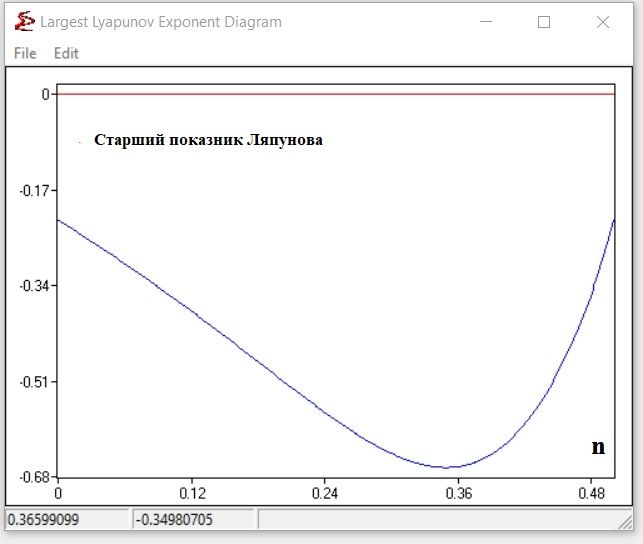 Largest Lyapunov Exponent Diagram
File Edit
0
Старший показник Ляпунова
-0.17
-0.34
-0.51
n
-0.68
0 0.12 0.24 0.36 0.48
0.36599099 -0.34980705